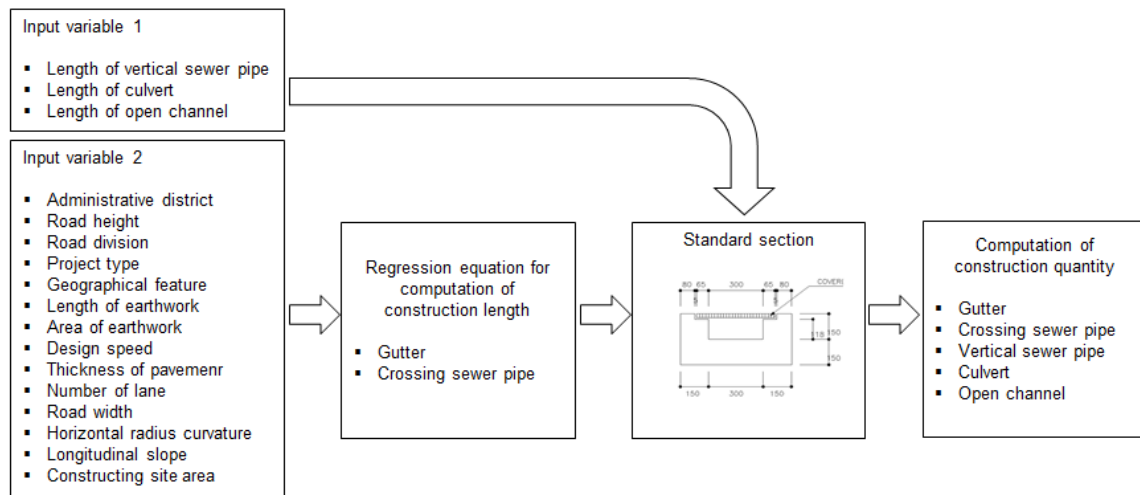 Input variable 1
▪ Length of vertical sewer pipe
▪ Length of culvert
▪ Length of open channel
Input variable 2
▪ Administrative district
▪ Road height
▪ Road division
▪ Project type
▪ Geographical feature
▪ Length of earthwork
▪ Area of earthwork
▪ Design speed
▪ Thickness of pavemenr
▪ Number of lane
▪ Road width
▪ Horizontal radius curvature
▪ Longitudinal slope
▪ Constructing site area
Regression equation for
computation of
construction length
▪ Gutter
▪ Crossing sewer pipe
Standard section
80 65 300 65 80
COVER(
5 5
118 150
150
150 300 150
Computation of
construction quantity
▪ Gutter
▪ Crossing sewer pipe
▪ Vertical sewer pipe
▪ Culvert
▪ Open channel